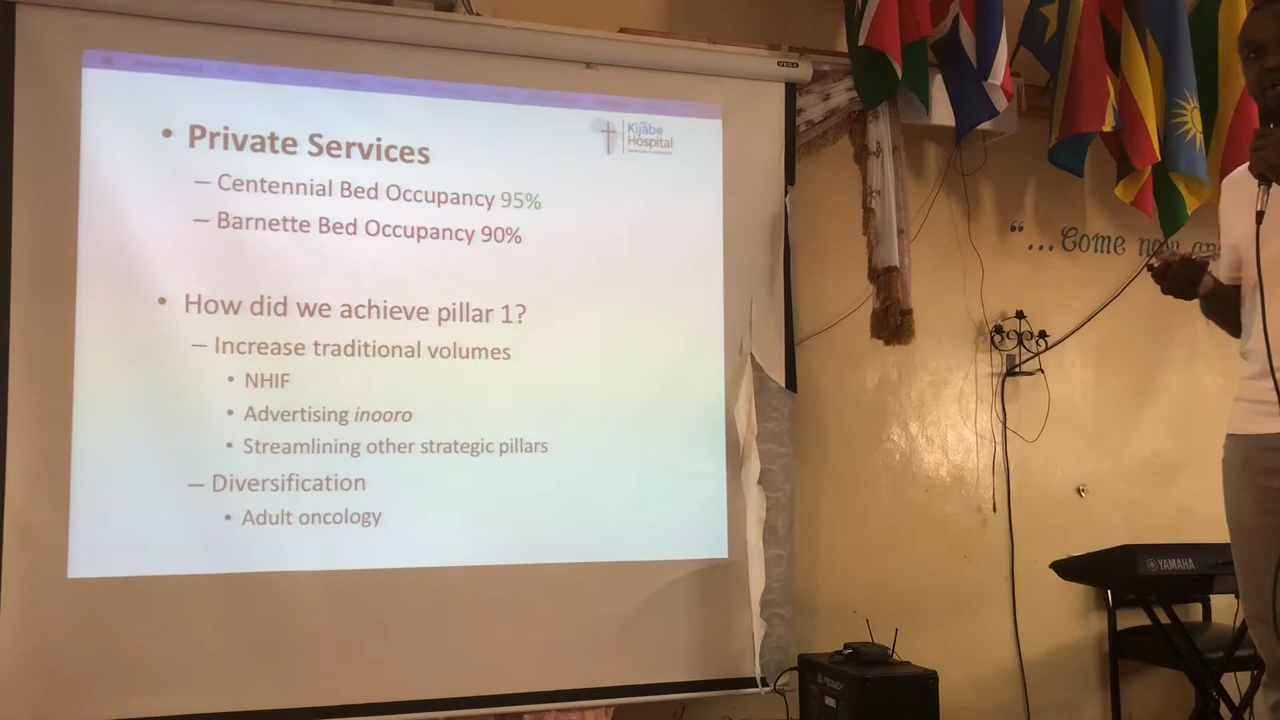 VEGA
• Private Services
Kijabe
Hospital
– Centennial Bed Occupancy 95%
– Barnette Bed Occupancy 90%
• How did we achieve pillar 1?
– Increase traditional volumes
• NHIF
• Advertising inooro
• Streamlining other strategic pillars
– Diversification
• Adult oncology
“...Come now an
YAMAHA